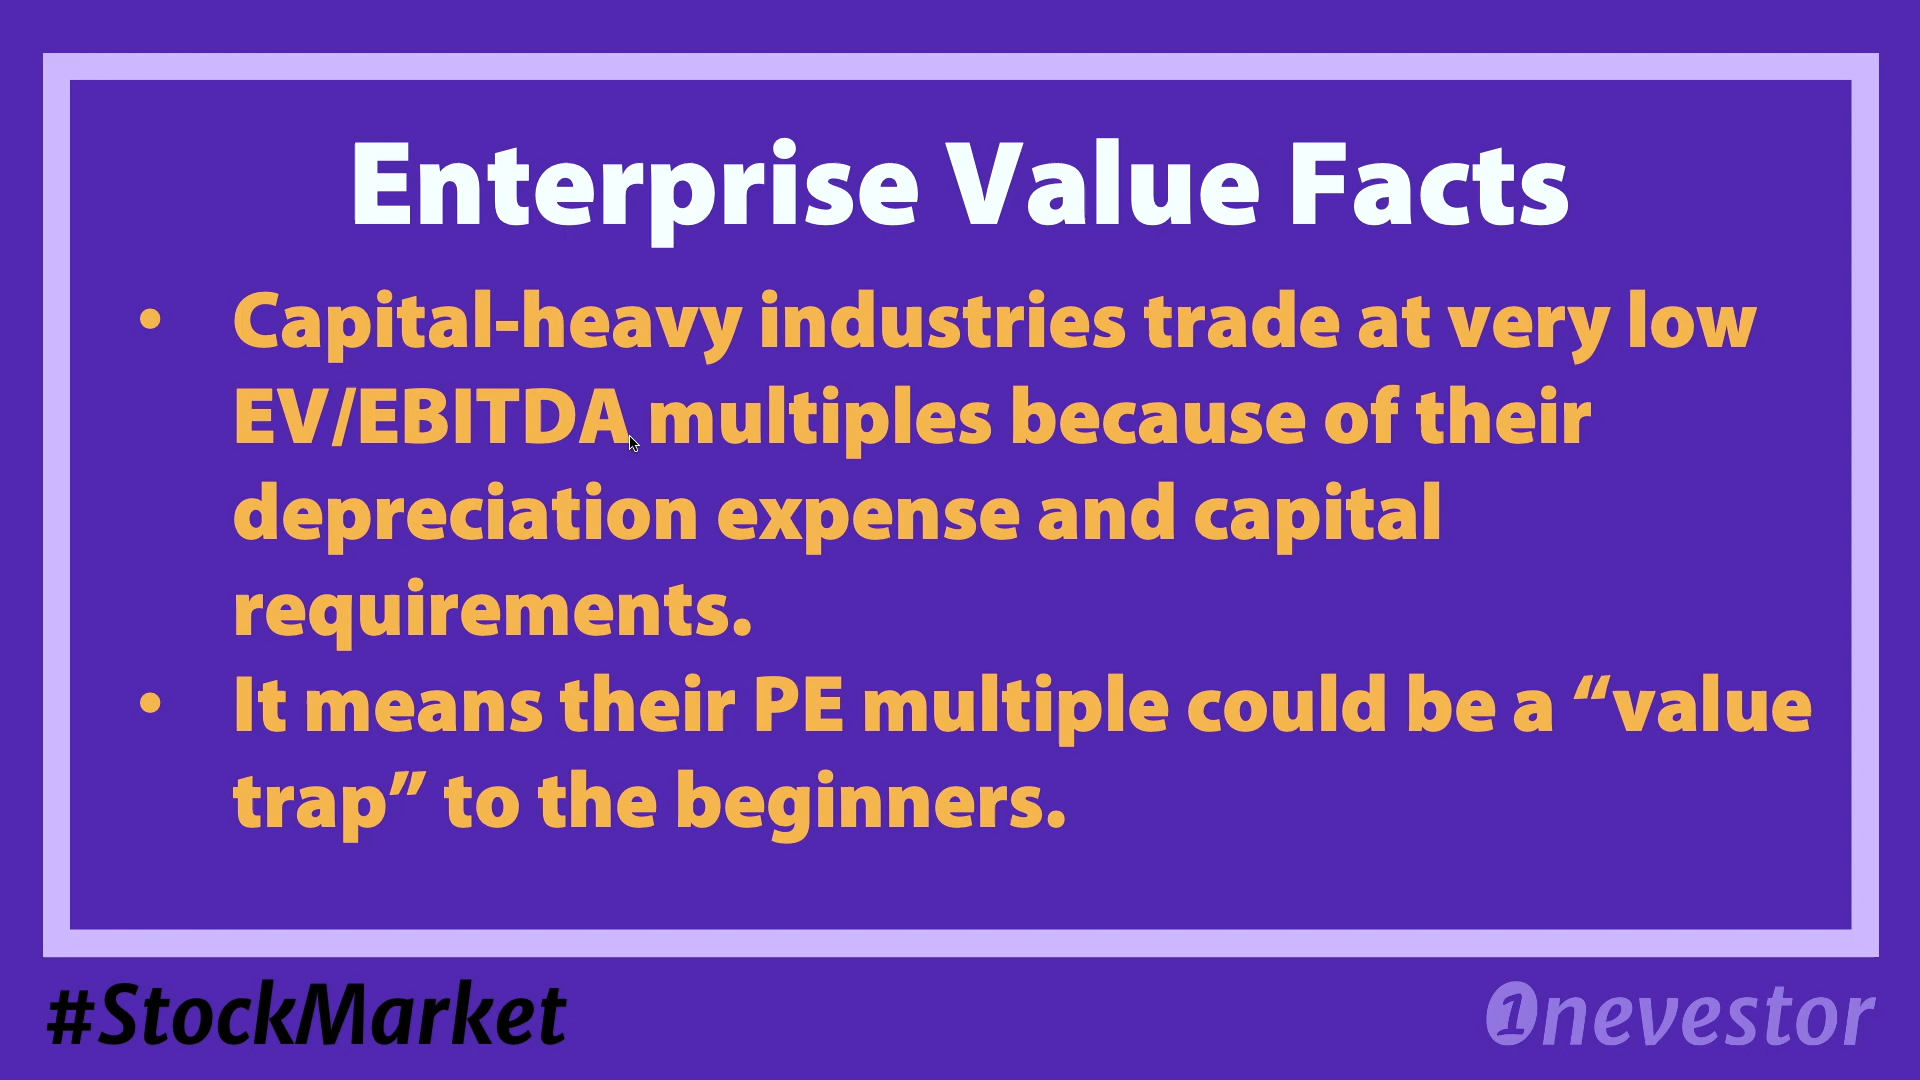 Enterprise Value Facts
• Capital-heavy industries trade at very low
EV/EBITDA multiples because of their
depreciation expense and capital
requirements.
• It means their PE multiple could be a “value
trap” to the beginners.
#StockMarket
1nevestor